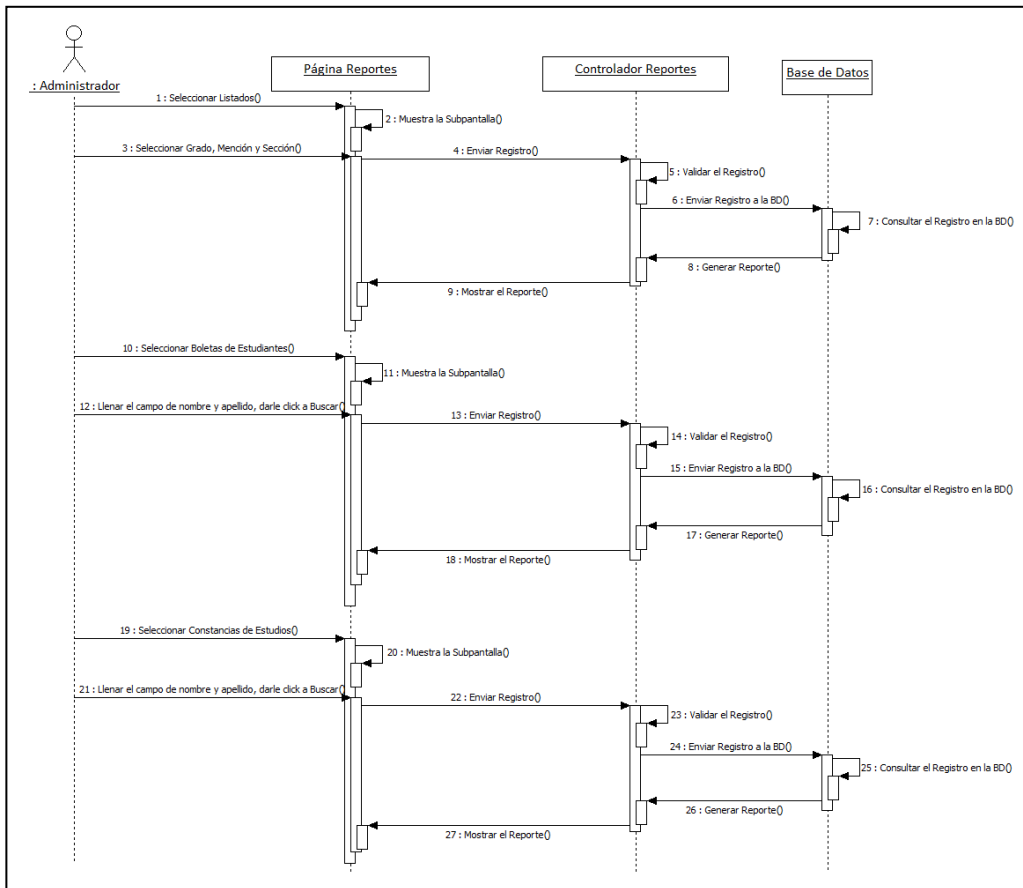 : Administrador
Página Reportes
Controlador Reportes
Base de Datos
1 : Seleccionar Listados()
2 : Muestra la Subpantalla()
3 : Seleccionar Grado, Mención y Sección()
4 : Enviar Registro()
5 : Validar el Registro()
6 : Enviar Registro a la BD()
7 : Consultar el Registro en la BD()
8 : Generar Reporte()
9 : Mostrar el Reporte()
10 : Seleccionar Boletas de Estudiantes()
11 : Muestra la Subpantalla()
12 : Llenar el campo de nombre y apellido, darle click a Buscar()
13 : Enviar Registro()
14 : Validar el Registro()
15 : Enviar Registro a la BD()
16 : Consultar el Registro en la BD()
17 : Generar Reporte()
18 : Mostrar el Reporte()
19 : Seleccionar Constancias de Estudios()
20 : Muestra la Subpantalla()
21 : Llenar el campo de nombre y apellido, darle click a Buscar()
22 : Enviar Registro()
23 : Validar el Registro()
24 : Enviar Registro a la BD()
25 : Consultar el Registro en la BD()
26 : Generar Reporte()
27 : Mostrar el Reporte()